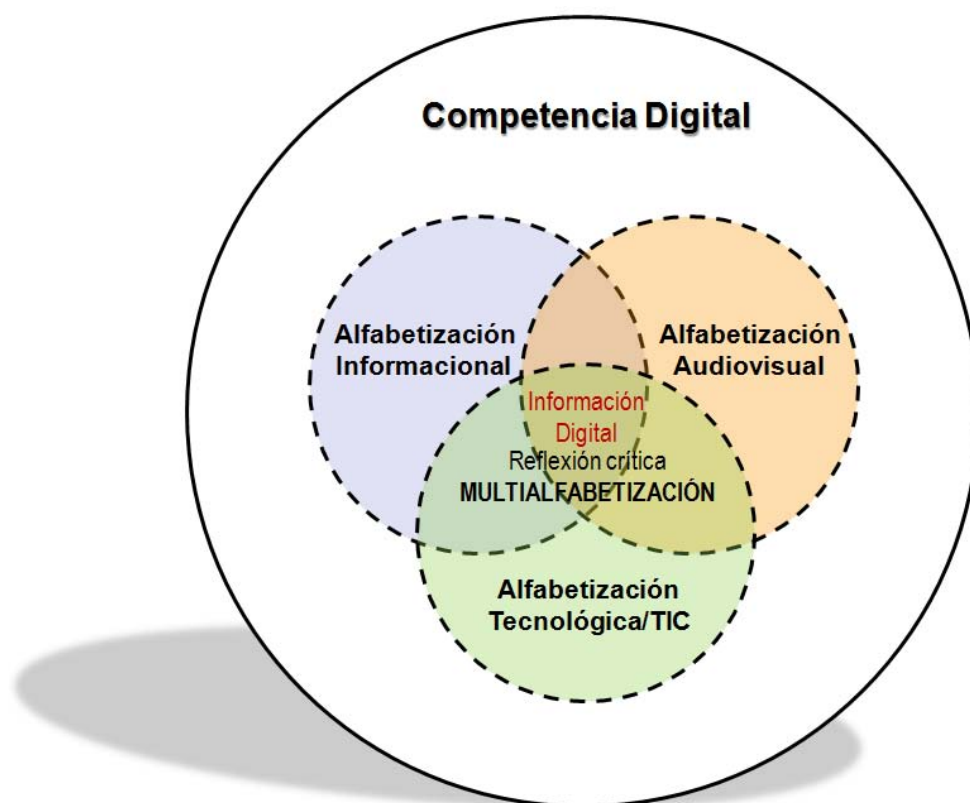 Competencia Digital
Alfabetización
Informacional
Alfabetización
Audiovisual
Información
Digital
Reflexión crítica
MULTIALFABETIZACIÓN
Alfabetización
Tecnológica/TIC